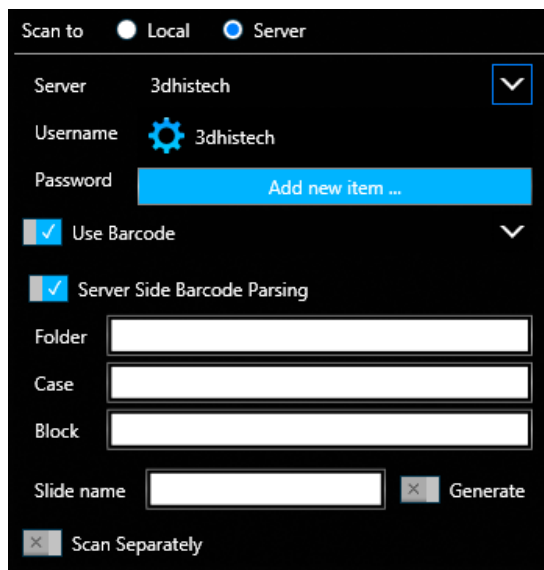 Scan to Local Server
Server 3dhistech
Username 3dhistech
Password Add new item ...
Use Barcode
Server Side Barcode Parsing
Folder
Case
Block
Slide name Generate
Scan Separately